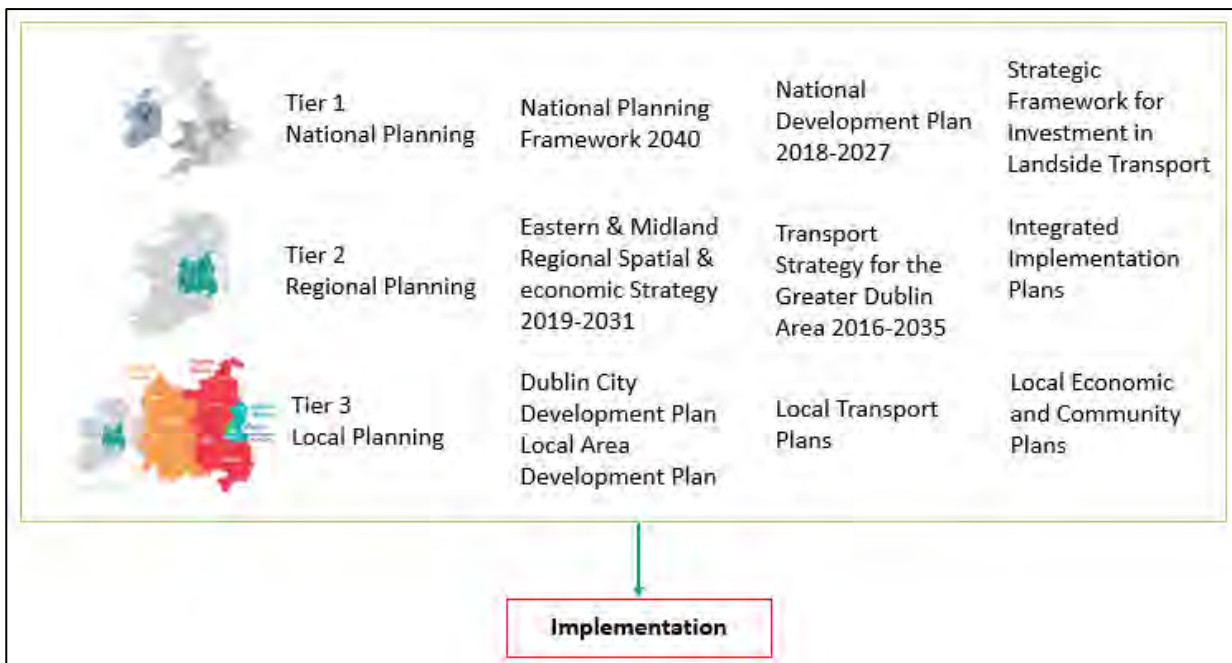 Tier 1
National Planning
National Planning
Framework 2040
National
Development Plan
2018-2027
Strategic
Framework for
Investment in
Landside Transport
Tier 2
Regional Planning
Eastern & Midland
Regional Spatial &
economic Strategy
2019-2031
Transport
Strategy for the
Greater Dublin
Area 2016-2035
Integrated
Implementation
Plans
Tier 3
Local Planning
Dublin City
Development Plan
Local Area
Development Plan
Local Transport
Plans
Local Economic
and Community
Plans
Implementation